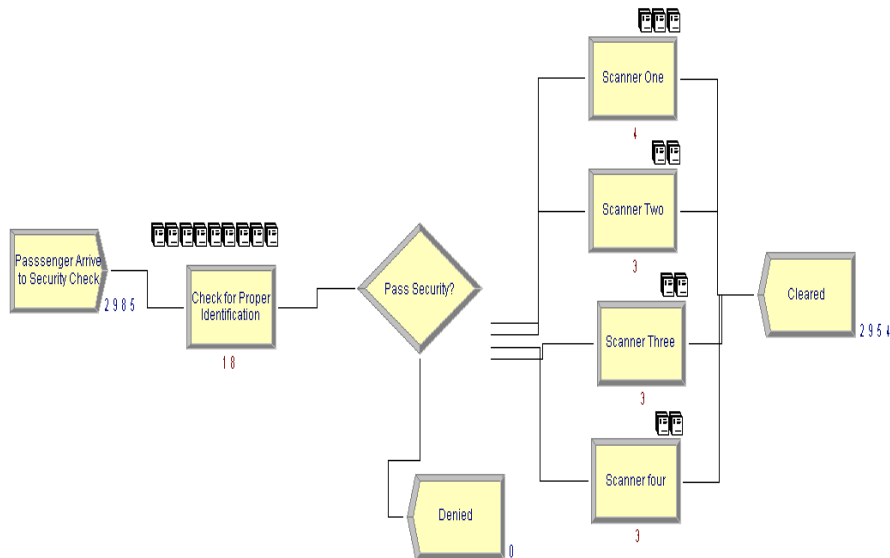 Passsenger Arrive
to Security Check
2985
Check for Proper
Identification
18
Pass Security?
Denied
0
Scanner One
4
Scanner Two
3
Scanner Three
3
Scanner four
3
Cleared
2954